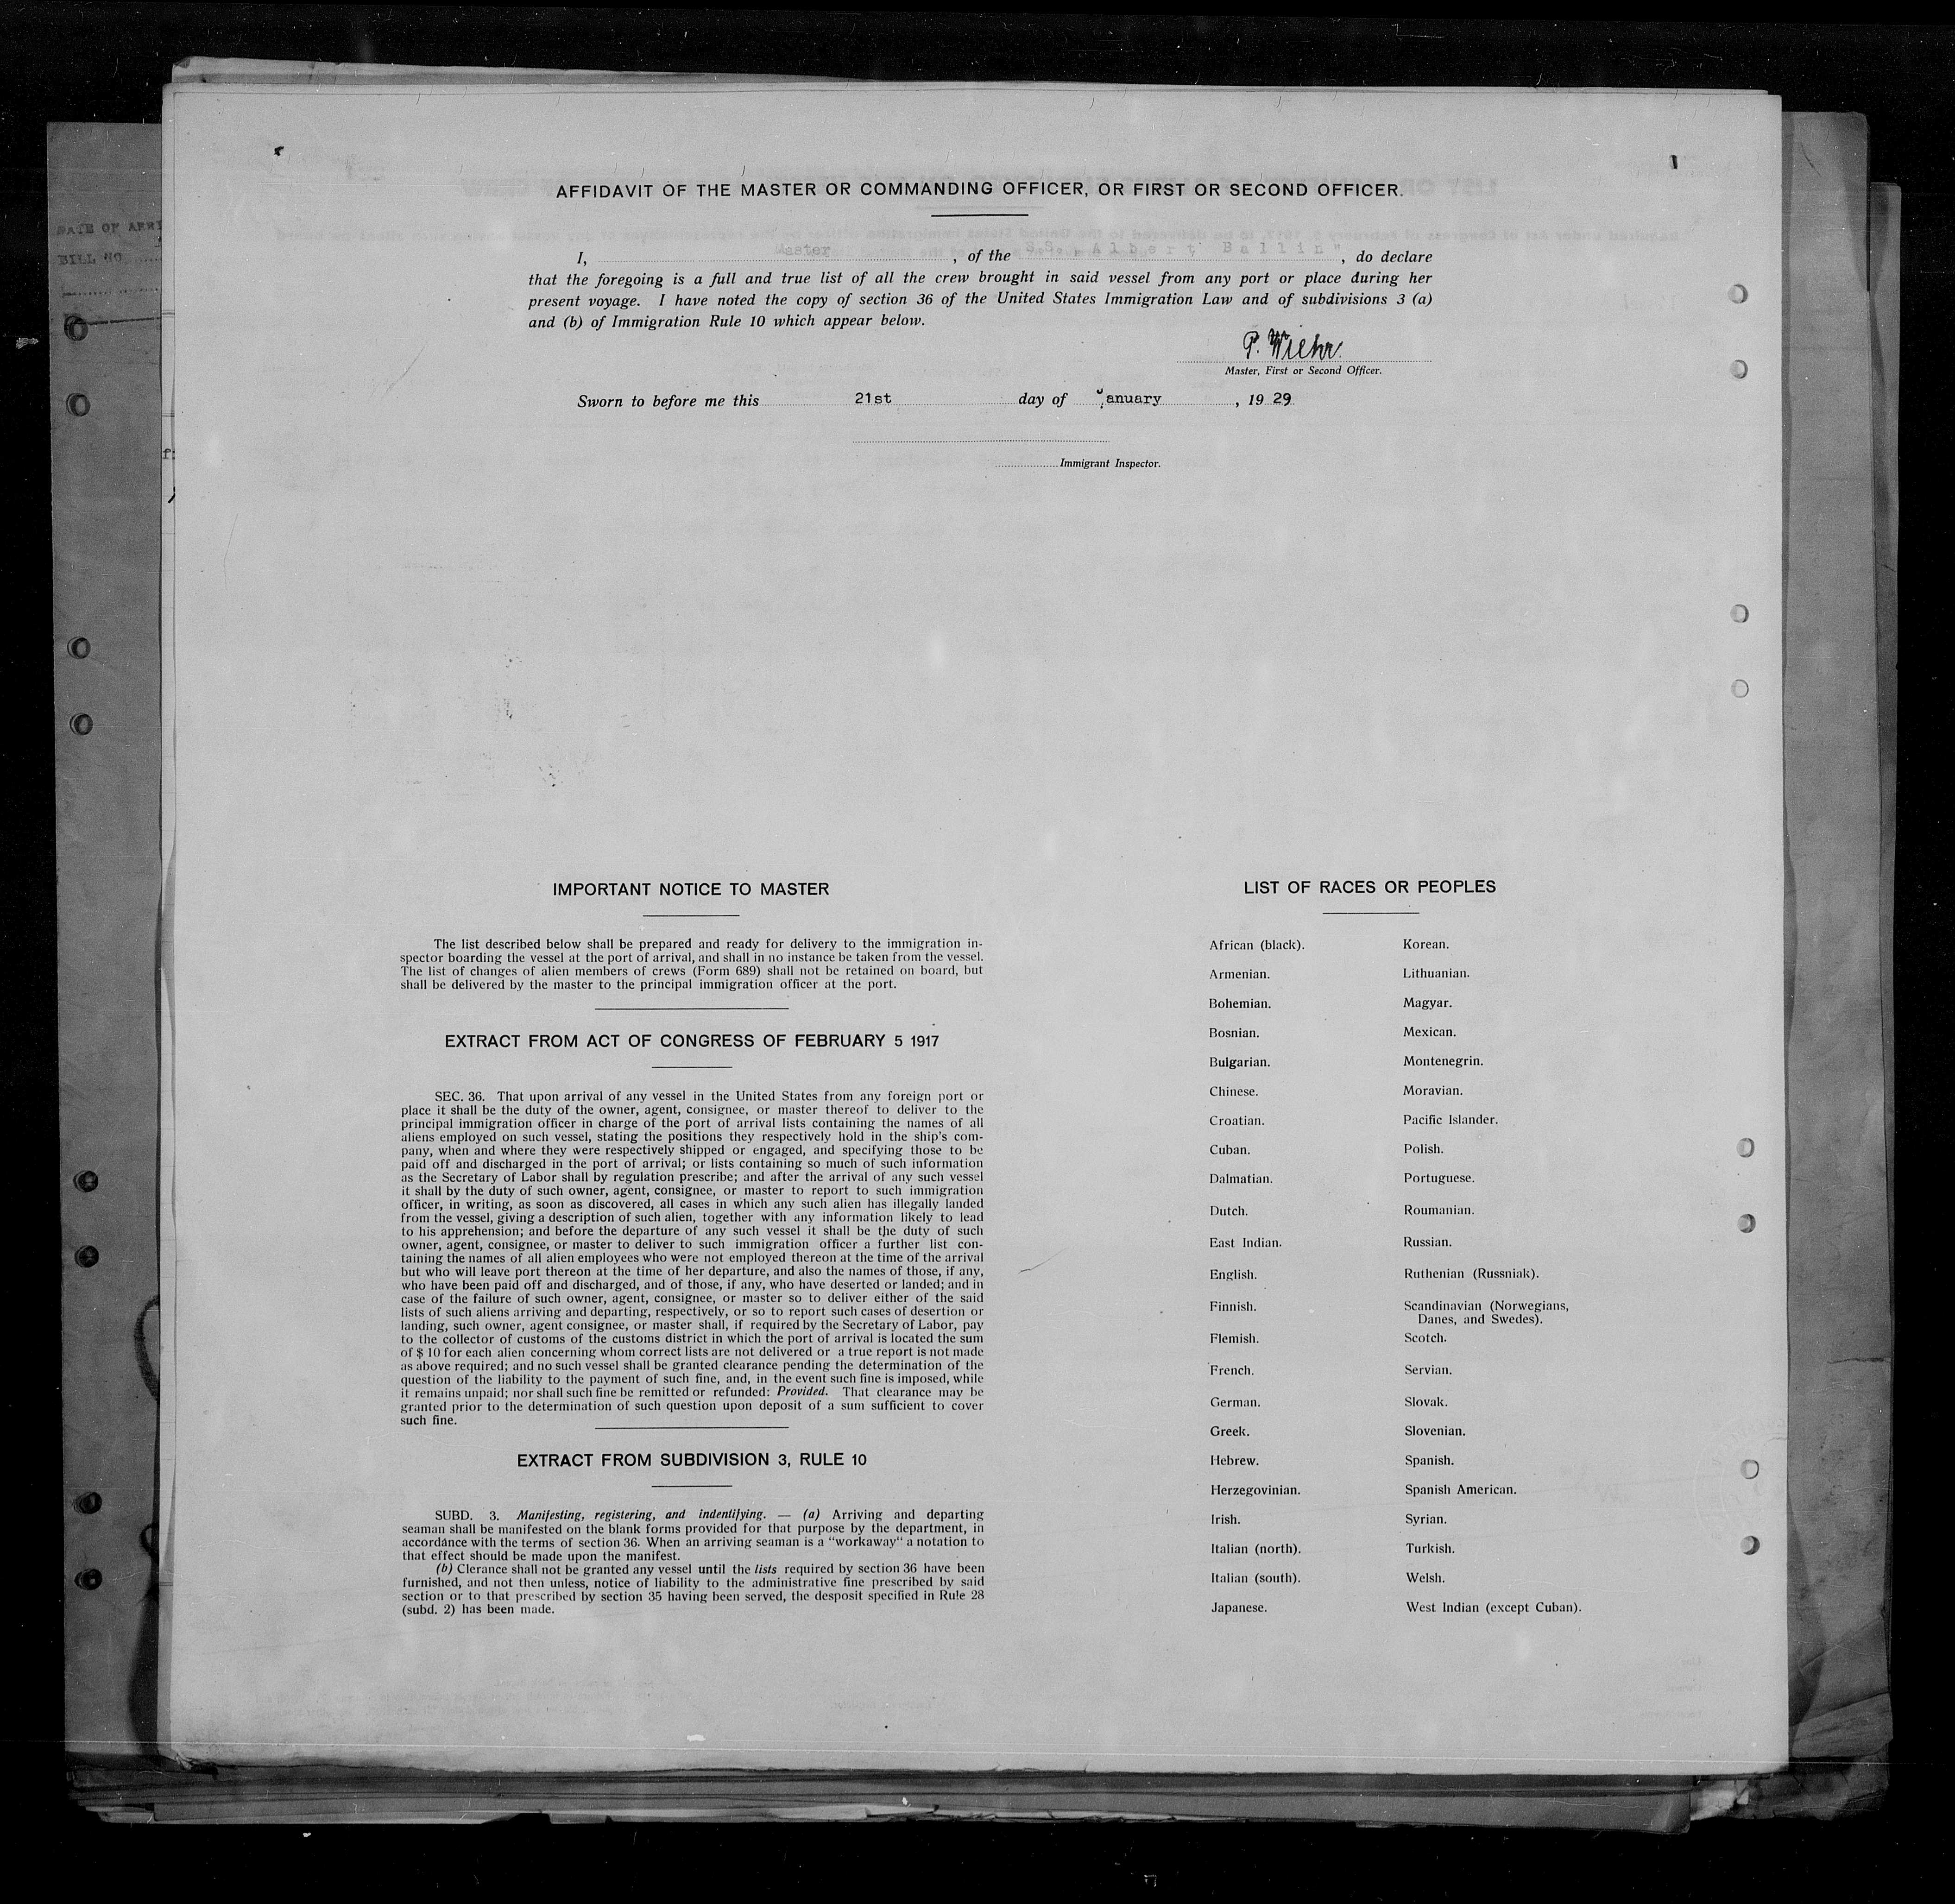 AFFIDAVIT OF THE MASTER OR COMMANDING OFFICER, OR FIRST OR SECOND OFFICER.
I, Master, of the S.S. „Albert Ballin", do declare
that the foregoing is a full and true list of all the crew brought in said vessel from any port or place during her
present voyage. I have noted the copy of section 36 of the United States Immigration Law and of subdivisions 3 (a)
and (b) of Immigration Rule 10 which appear below.
P. Wiehr.
Master, First or Second Officer.
Sworn to before me this 21st day of January, 19 29
Immigrant Inspector.
DATE OF ARRI
BILL NO
IMPORTANT NOTICE TO MASTER
The list described below shall be prepared and ready for delivery to the immigration in-
spector boarding the vessel at the port of arrival, and shall in no instance be taken from the vessel.
The list of changes of alien members of crews (Form 689) shall not be retained on board, but
shall be delivered by the master to the principal immigration officer at the port.
EXTRACT FROM ACT OF CONGRESS OF FEBRUARY 5 1917
SEC. 36. That upon arrival of any vessel in the United States from any foreign port or
place it shall be the duty of the owner, agent, consignee, or master thereof to deliver to the
principal immigration officer in charge of the port of arrival lists containing the names of all
aliens employed on such vessel, stating the positions they respectively hold in the ship's com-
pany, when and where they were respectively shipped or engaged, and specifying those to be
paid off and discharged in the port of arrival; or lists containing so much of such information
as the Secretary of Labor shall by regulation prescribe; and after the arrival of any such vessel
it shall by the duty of such owner, agent, consignee, or master to report to such immigration
officer, in writing, as soon as discovered, all cases in which any such alien has illegally landed
from the vessel, giving a description of such alien, together with any information likely to lead
to his apprehension; and before the departure of any such vessel it shall be the duty of such
owner, agent, consignee, or master to deliver to such immigration officer a further list con-
taining the names of all alien employees who were not employed thereon at the time of the arrival
but who will leave port thereon at the time of her departure, and also the names of those, if any,
who have been paid off and discharged, and of those, if any, who have deserted or landed; and in
case of the failure of such owner, agent, consignee, or master so to deliver either of the said
lists of such aliens arriving and departing, respectively, or so to report such cases of desertion or
landing, such owner, agent consignee, or master shall, if required by the Secretary of Labor, pay
to the collector of customs of the customs district in which the port of arrival is located the sum
of $ 10 for each alien concerning whom correct lists are not delivered or a true report is not made
as above required; and no such vessel shall be granted clearance pending the determination of the
question of the liability to the payment of such fine, and, in the event such fine is imposed, while
it remains unpaid; nor shall such fine be remitted or refunded: Provided. That clearance may be
granted prior to the determination of such question upon deposit of a sum sufficient to cover
such fine.
EXTRACT FROM SUBDIVISION 3, RULE 10
SUBD. 3. Manifesting, registering, and indentifying. — (a) Arriving and departing
seaman shall be manifested on the blank forms provided for that purpose by the department, in
accordance with the terms of section 36. When an arriving seaman is a "workaway" a notation to
that effect should be made upon the manifest.
(b) Clerance shall not be granted any vessel until the lists required by section 36 have been
furnished, and not then unless, notice of liability to the administrative fine prescribed by said
section or to that prescribed by section 35 having been served, the desposit specified in Rule 28
(subd. 2) has been made.
LIST OF RACES OR PEOPLES
African (black). Korean.
Armenian. Lithuanian.
Bohemian. Magyar.
Bosnian. Mexican.
Bulgarian. Montenegrin.
Chinese. Moravian.
Croatian. Pacific Islander.
Cuban. Polish.
Dalmatian. Portuguese.
Dutch. Roumanian.
East Indian. Russian.
English. Ruthenian (Russniak).
Finnish. Scandinavian (Norwegians,
Danes, and Swedes).
Flemish. Scotch.
French. Servian.
German. Slovak.
Greek. Slovenian.
Hebrew. Spanish.
Herzegovinian. Spanish American.
Irish. Syrian.
Italian (north). Turkish.
Italian (south). Welsh.
Japanese. West Indian (except Cuban).